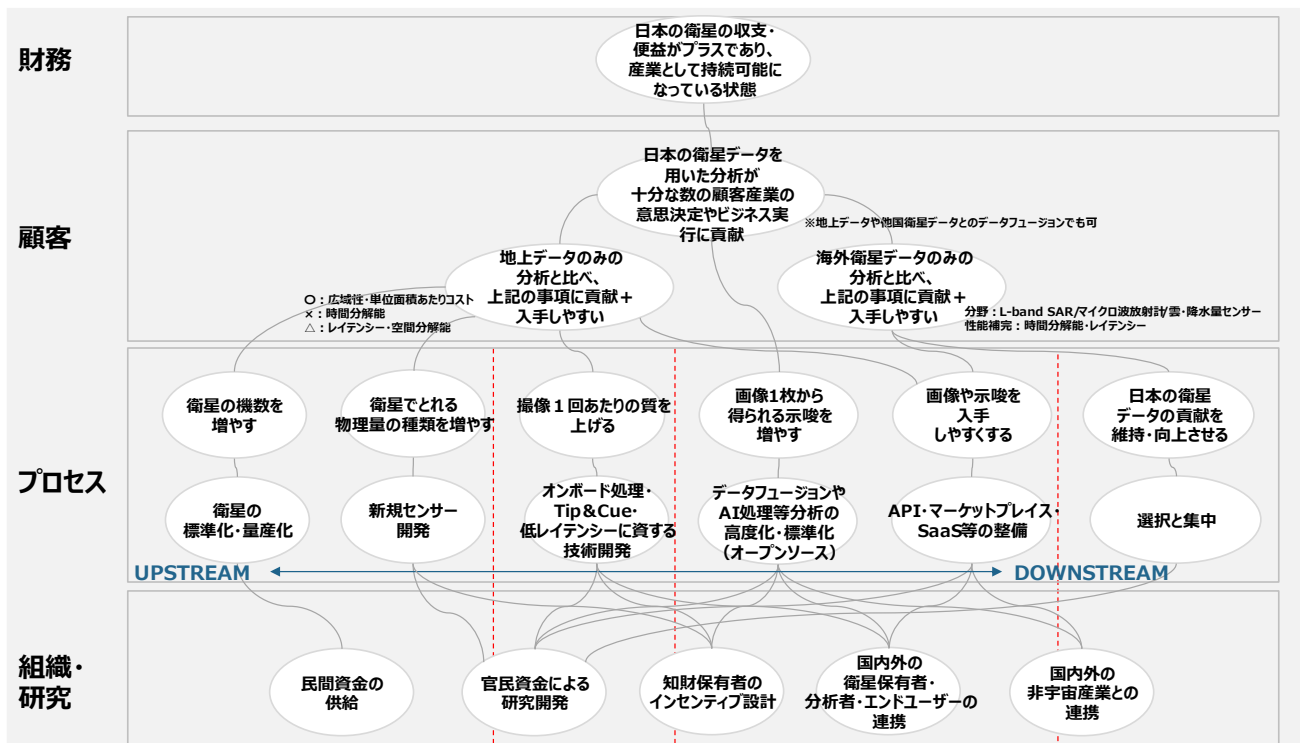 財務
日本の衛星の収支・
便益がプラスであり、
産業として持続可能に
なっている状態
顧客
日本の衛星データを
用いた分析が
十分な数の顧客産業の
意思決定やビジネス実
行に貢献
※地上データや他国衛星データとのデータフュージョンでも可
地上データのみの
分析と比べ、
上記の事項に貢献+
入手しやすい
海外衛星データのみの
分析と比べ、
上記の事項に貢献+
入手しやすい
○:広域性・単位面積あたりコスト
×:時間分解能
△:レイテンシー・空間分解能
分野:L-band SAR/マイクロ波放射計/雲・降水量センサー
性能補完:時間分解能・レイテンシー
プロセス
衛星の機数を
増やす
衛星でとれる
物理量の種類を増やす
撮像1回あたりの質を
上げる
画像1枚から
得られる示唆を
増やす
画像や示唆を
入手
しやすくする
日本の衛星
データの貢献を
維持・向上させる
衛星の
標準化・量産化
新規センサー
開発
オンボード処理・
Tip&Cue・
低レイテンシーに資する
技術開発
データフュージョンや
AI処理等分析の
高度化・標準化
(オープンソース)
API・マーケットプレイス・
SaaS等の整備
選択と集中
UPSTREAM
DOWNSTREAM
組織・
研究
民間資金の
供給
官民資金による
研究開発
知財保有者の
インセンティブ設計
国内外の
衛星保有者・
分析者・エンドユーザーの
連携
国内外の
非宇宙産業との
連携